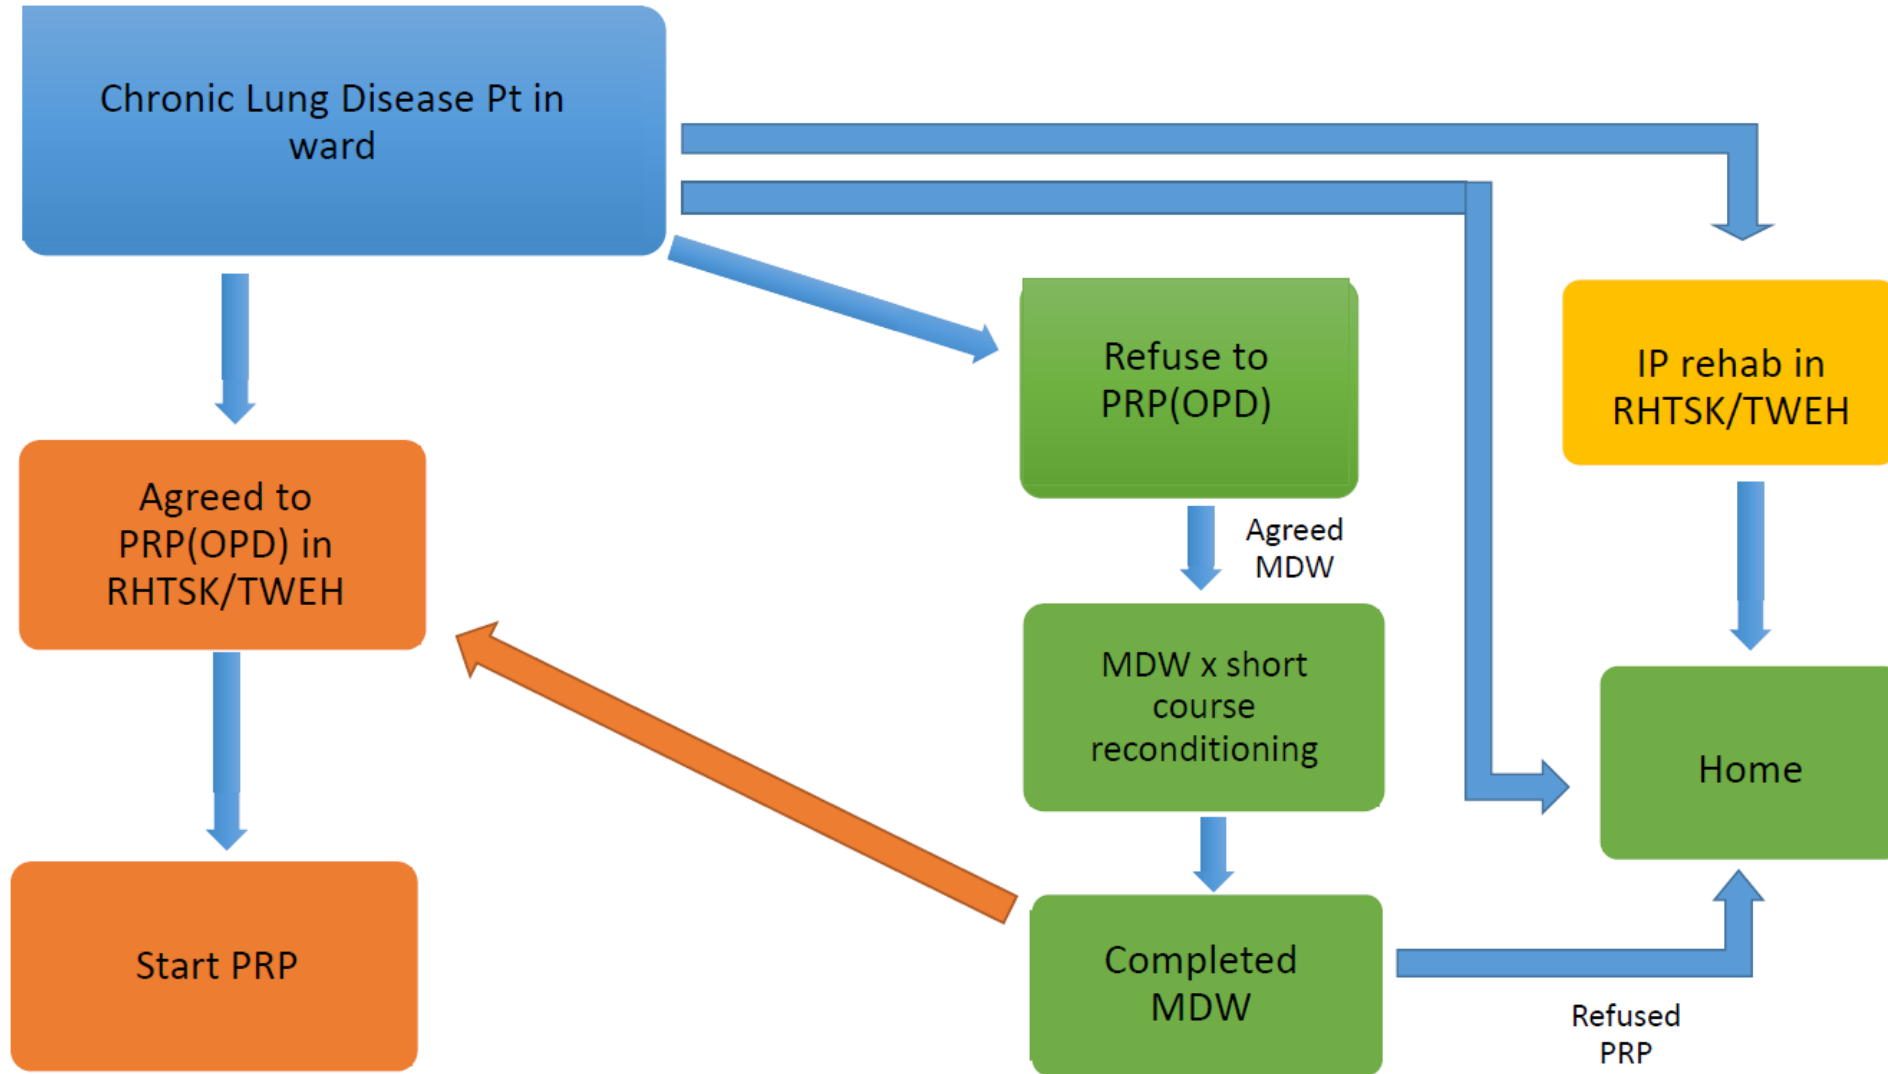 Chronic Lung Disease Pt in
ward
Refuse to
PRP(OPD)
IP rehab in
RHTSK/TWEH
Agreed to
PRP(OPD) in
RHTSK/TWEH
Agreed
MDW
MDW x short
course
reconditioning
Home
Start PRP
Completed
MDW
Refused
PRP